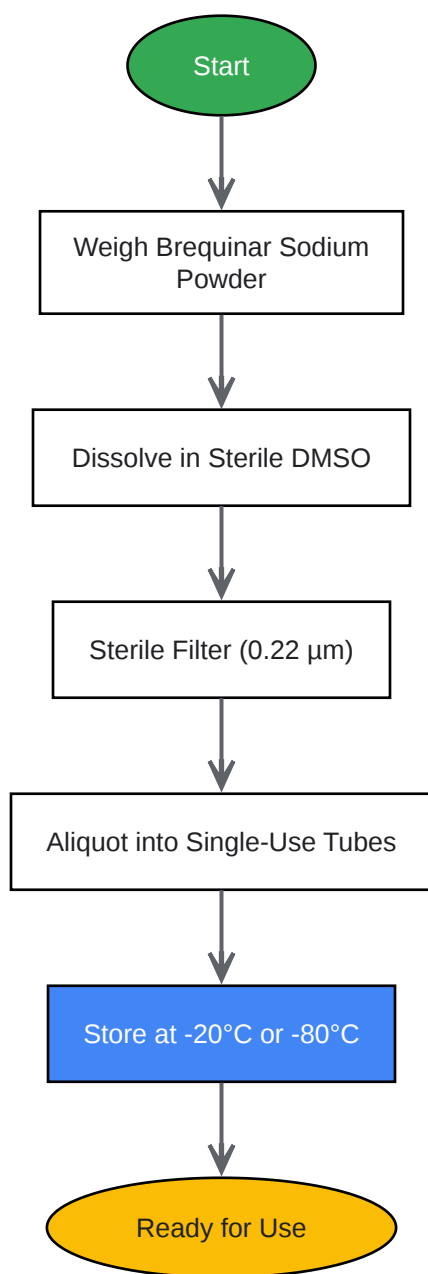 Start
Weigh Brequinar Sodium
Powder
Dissolve in Sterile DMSO
Sterile Filter (0.22 µm)
Aliquot into Single-Use Tubes
Store at -20°C or -80°C
Ready for Use